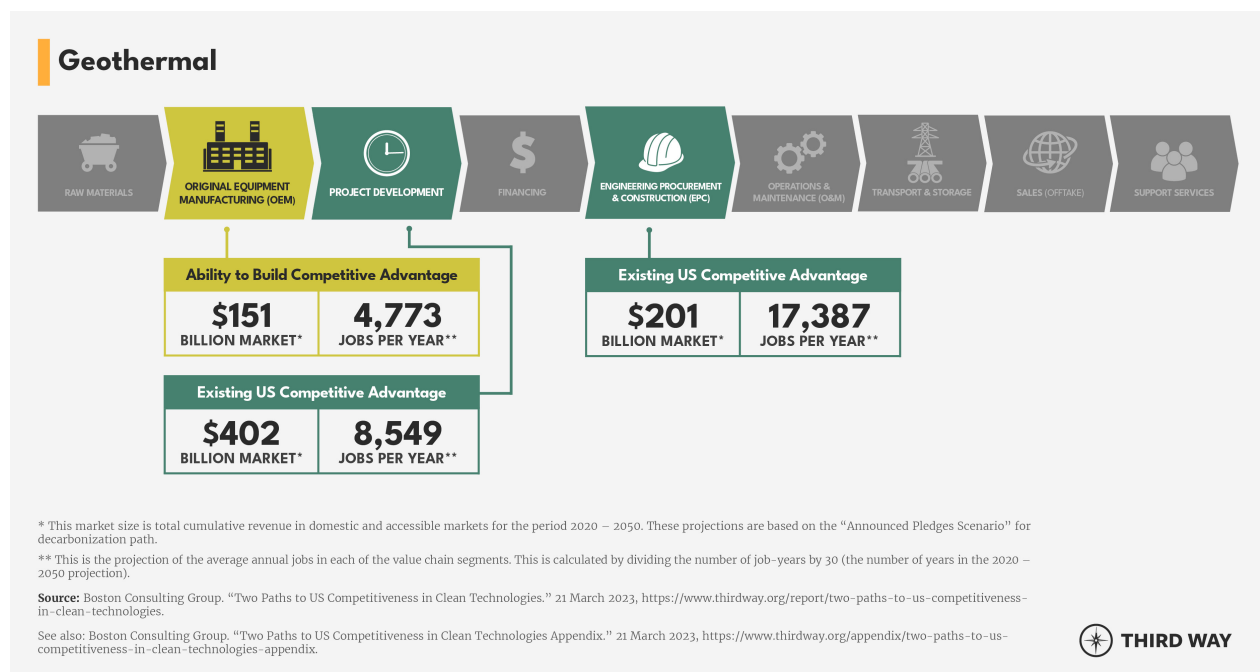 Geothermal
RAW MATERIALS
ORIGINAL EQUIPMENT
MANUFACTURING (OEM)
PROJECT DEVELOPMENT
FINANCING
ENGINEERING PROCUREMENT
& CONSTRUCTION (EPC)
OPERATIONS &
MAINTENANCE (O&M)
TRANSPORT & STORAGE
SALES (OFFTAKE)
SUPPORT SERVICES
Ability to Build Competitive Advantage
$151
BILLION MARKET*
4,773
JOBS PER YEAR**
Existing US Competitive Advantage
$402
BILLION MARKET*
8,549
JOBS PER YEAR**
Existing US Competitive Advantage
$201
BILLION MARKET*
17,387
JOBS PER YEAR**
* This market size is total cumulative revenue in domestic and accessible markets for the period 2020 – 2050. These projections are based on the “Announced Pledges Scenario” for
decarbonization path.
** This is the projection of the average annual jobs in each of the value chain segments. This is calculated by dividing the number of job-years by 30 (the number of years in the 2020 –
2050 projection).
Source: Boston Consulting Group. “Two Paths to US Competitiveness in Clean Technologies.” 21 March 2023, https://www.thirdway.org/report/two-paths-to-us-competitiveness-
in-clean-technologies.
See also: Boston Consulting Group. “Two Paths to US Competitiveness in Clean Technologies Appendix.” 21 March 2023, https://www.thirdway.org/appendix/two-paths-to-us-
competitiveness-in-clean-technologies-appendix.
THIRD WAY